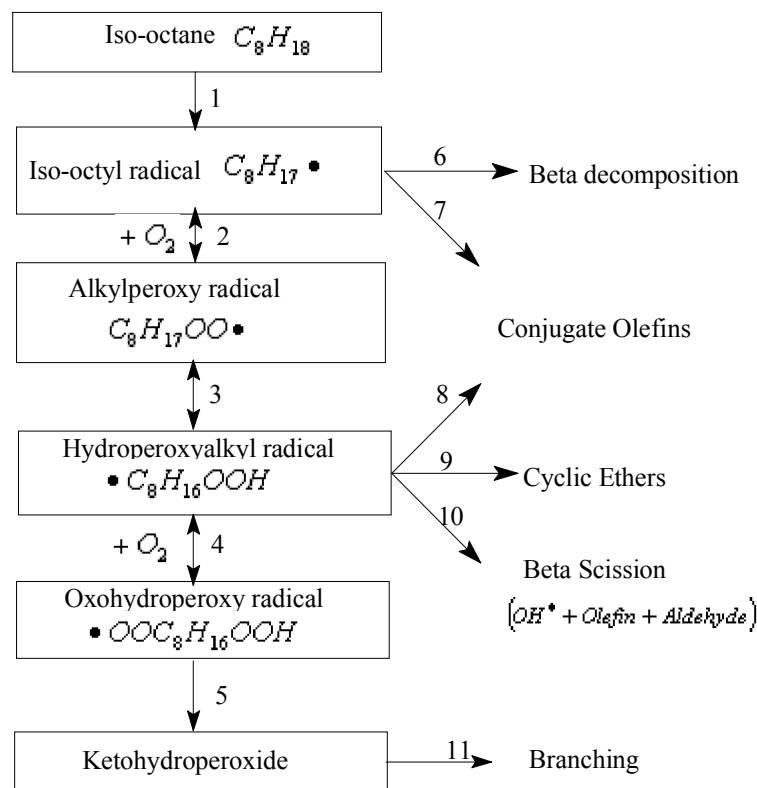 Iso-octane C₈H₁₈
1
Iso-octyl radical C₈H₁₇ •
6
Beta decomposition
7
+ O₂ 2
Alkylperoxy radical
C₈H₁₇OO •
Conjugate Olefins
3
8
Hydroperoxyalkyl radical
• C₈H₁₆OOH
9
Cyclic Ethers
10
+ O₂ 4
Beta Scission
(OH• + Olefin + Aldehyde)
Oxohydroperoxy radical
• OOC₈H₁₆OOH
5
Ketohydroperoxide
11
Branching